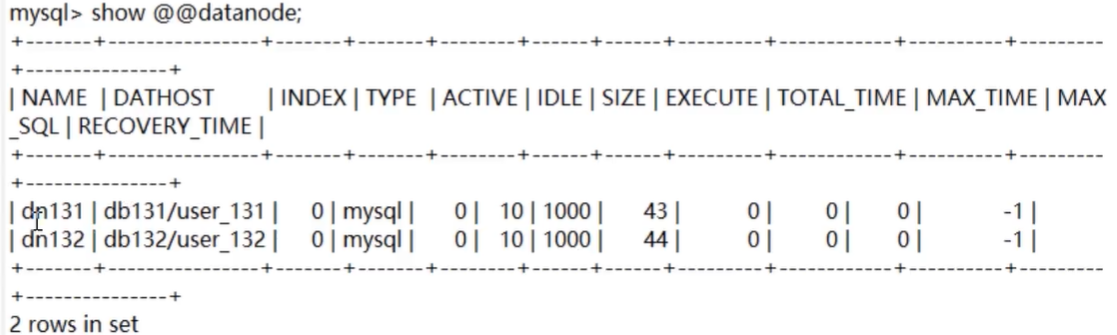 mysql> show @@datanode;
+-------+---------------+-------+-------+--------+------+------+---------+------------+----------+---------
+---------------+
| NAME | DATHOST | INDEX | TYPE | ACTIVE | IDLE | SIZE | EXECUTE | TOTAL_TIME | MAX_TIME | MAX
_SQL | RECOVERY_TIME |
+-------+---------------+-------+-------+--------+------+------+---------+------------+----------+---------
+---------------+
| dn131 | db131/user_131 | 0 | mysql | 0 | 10 | 1000 | 43 | 0 | 0 | 0 | -1 |
| dn132 | db132/user_132 | 0 | mysql | 0 | 10 | 1000 | 44 | 0 | 0 | 0 | -1 |
+-------+---------------+-------+-------+--------+------+------+---------+------------+----------+---------
+---------------+
2 rows in set